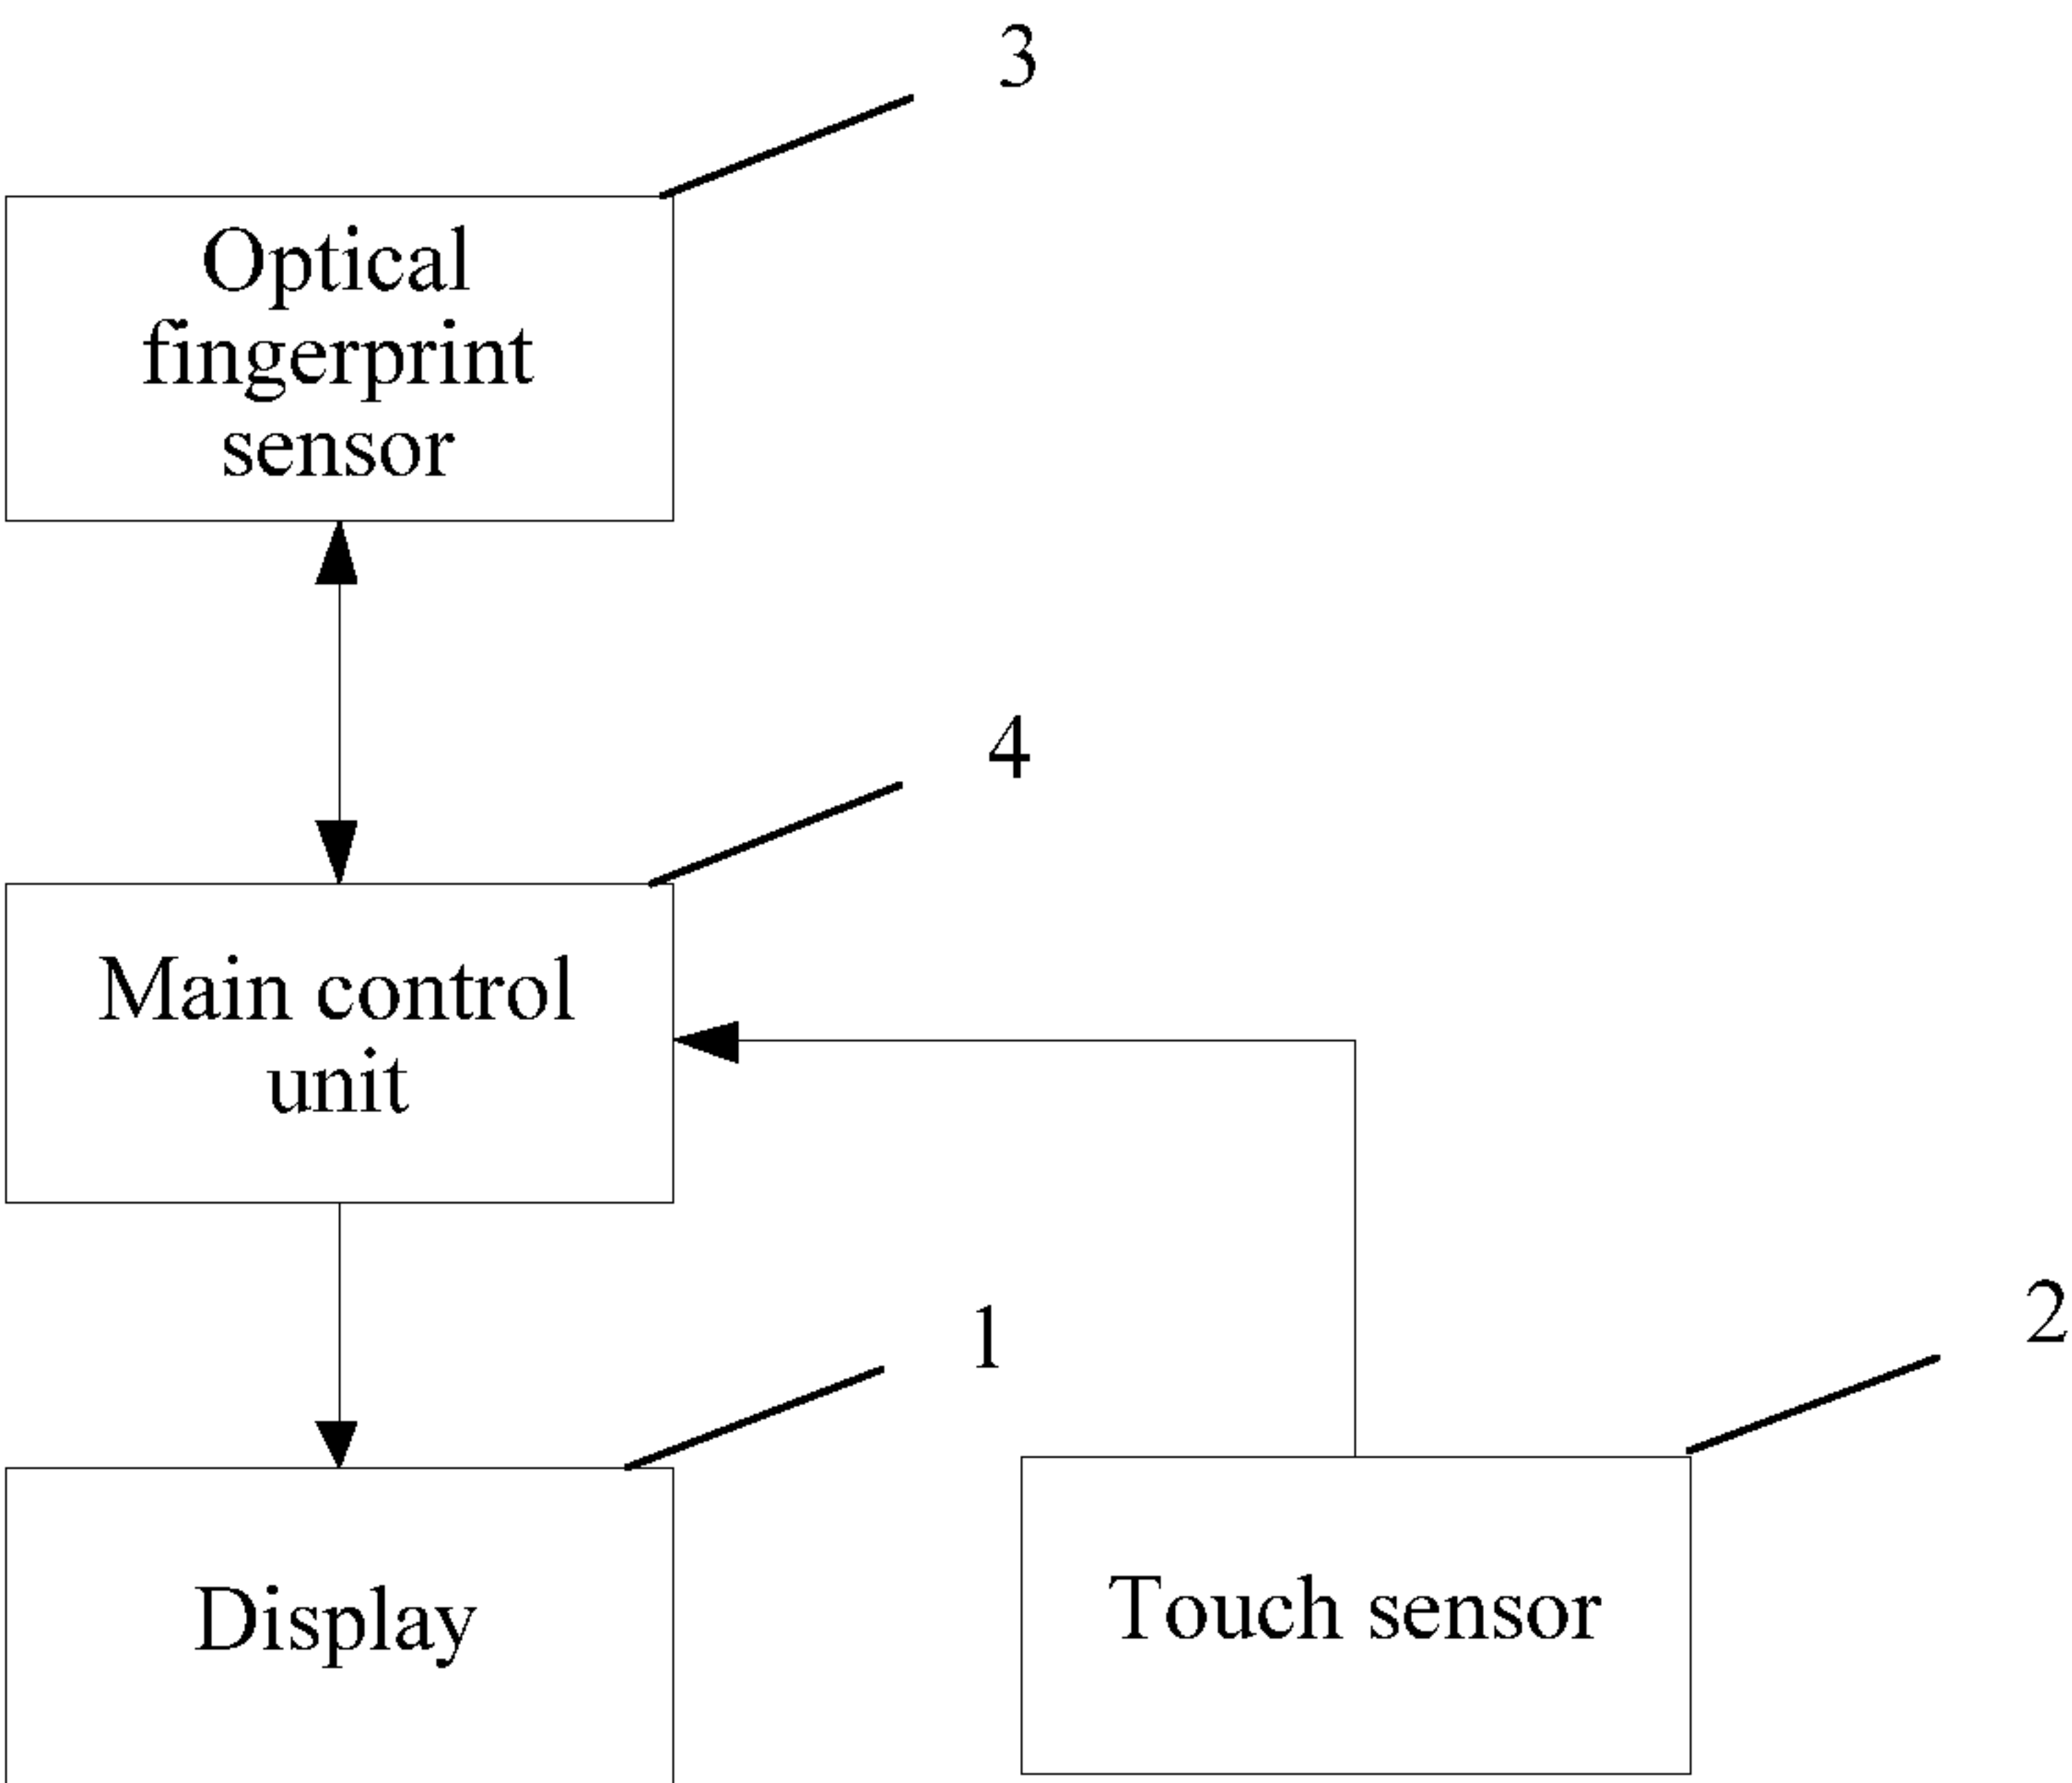 3
Optical
fingerprint
sensor
4
Main control
unit
1
2
Display
Touch sensor